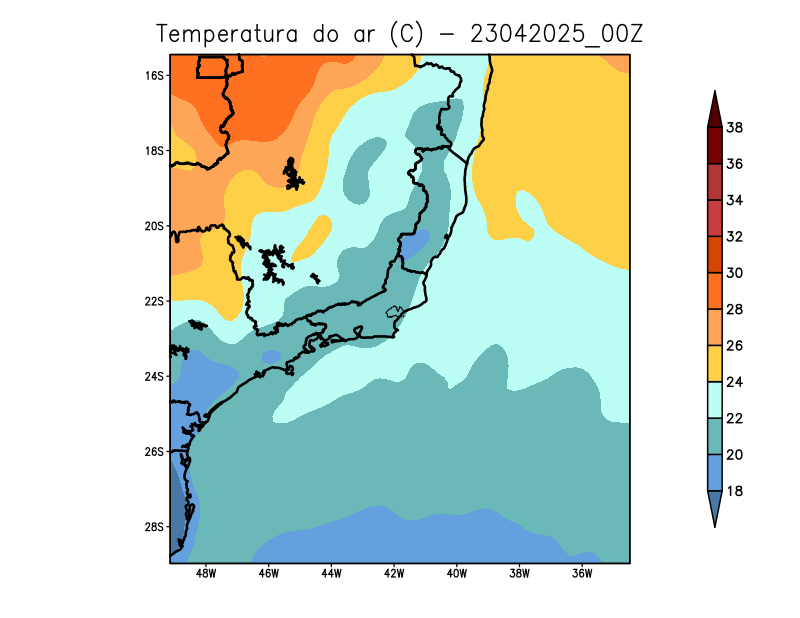 Temperatura do ar (C) – 23042025_00Z
16S
18S
20S
22S
24S
26S
28S
48W 46W 44W 42W 40W 38W 36W
38
36
34
32
30
28
26
24
22
20
18